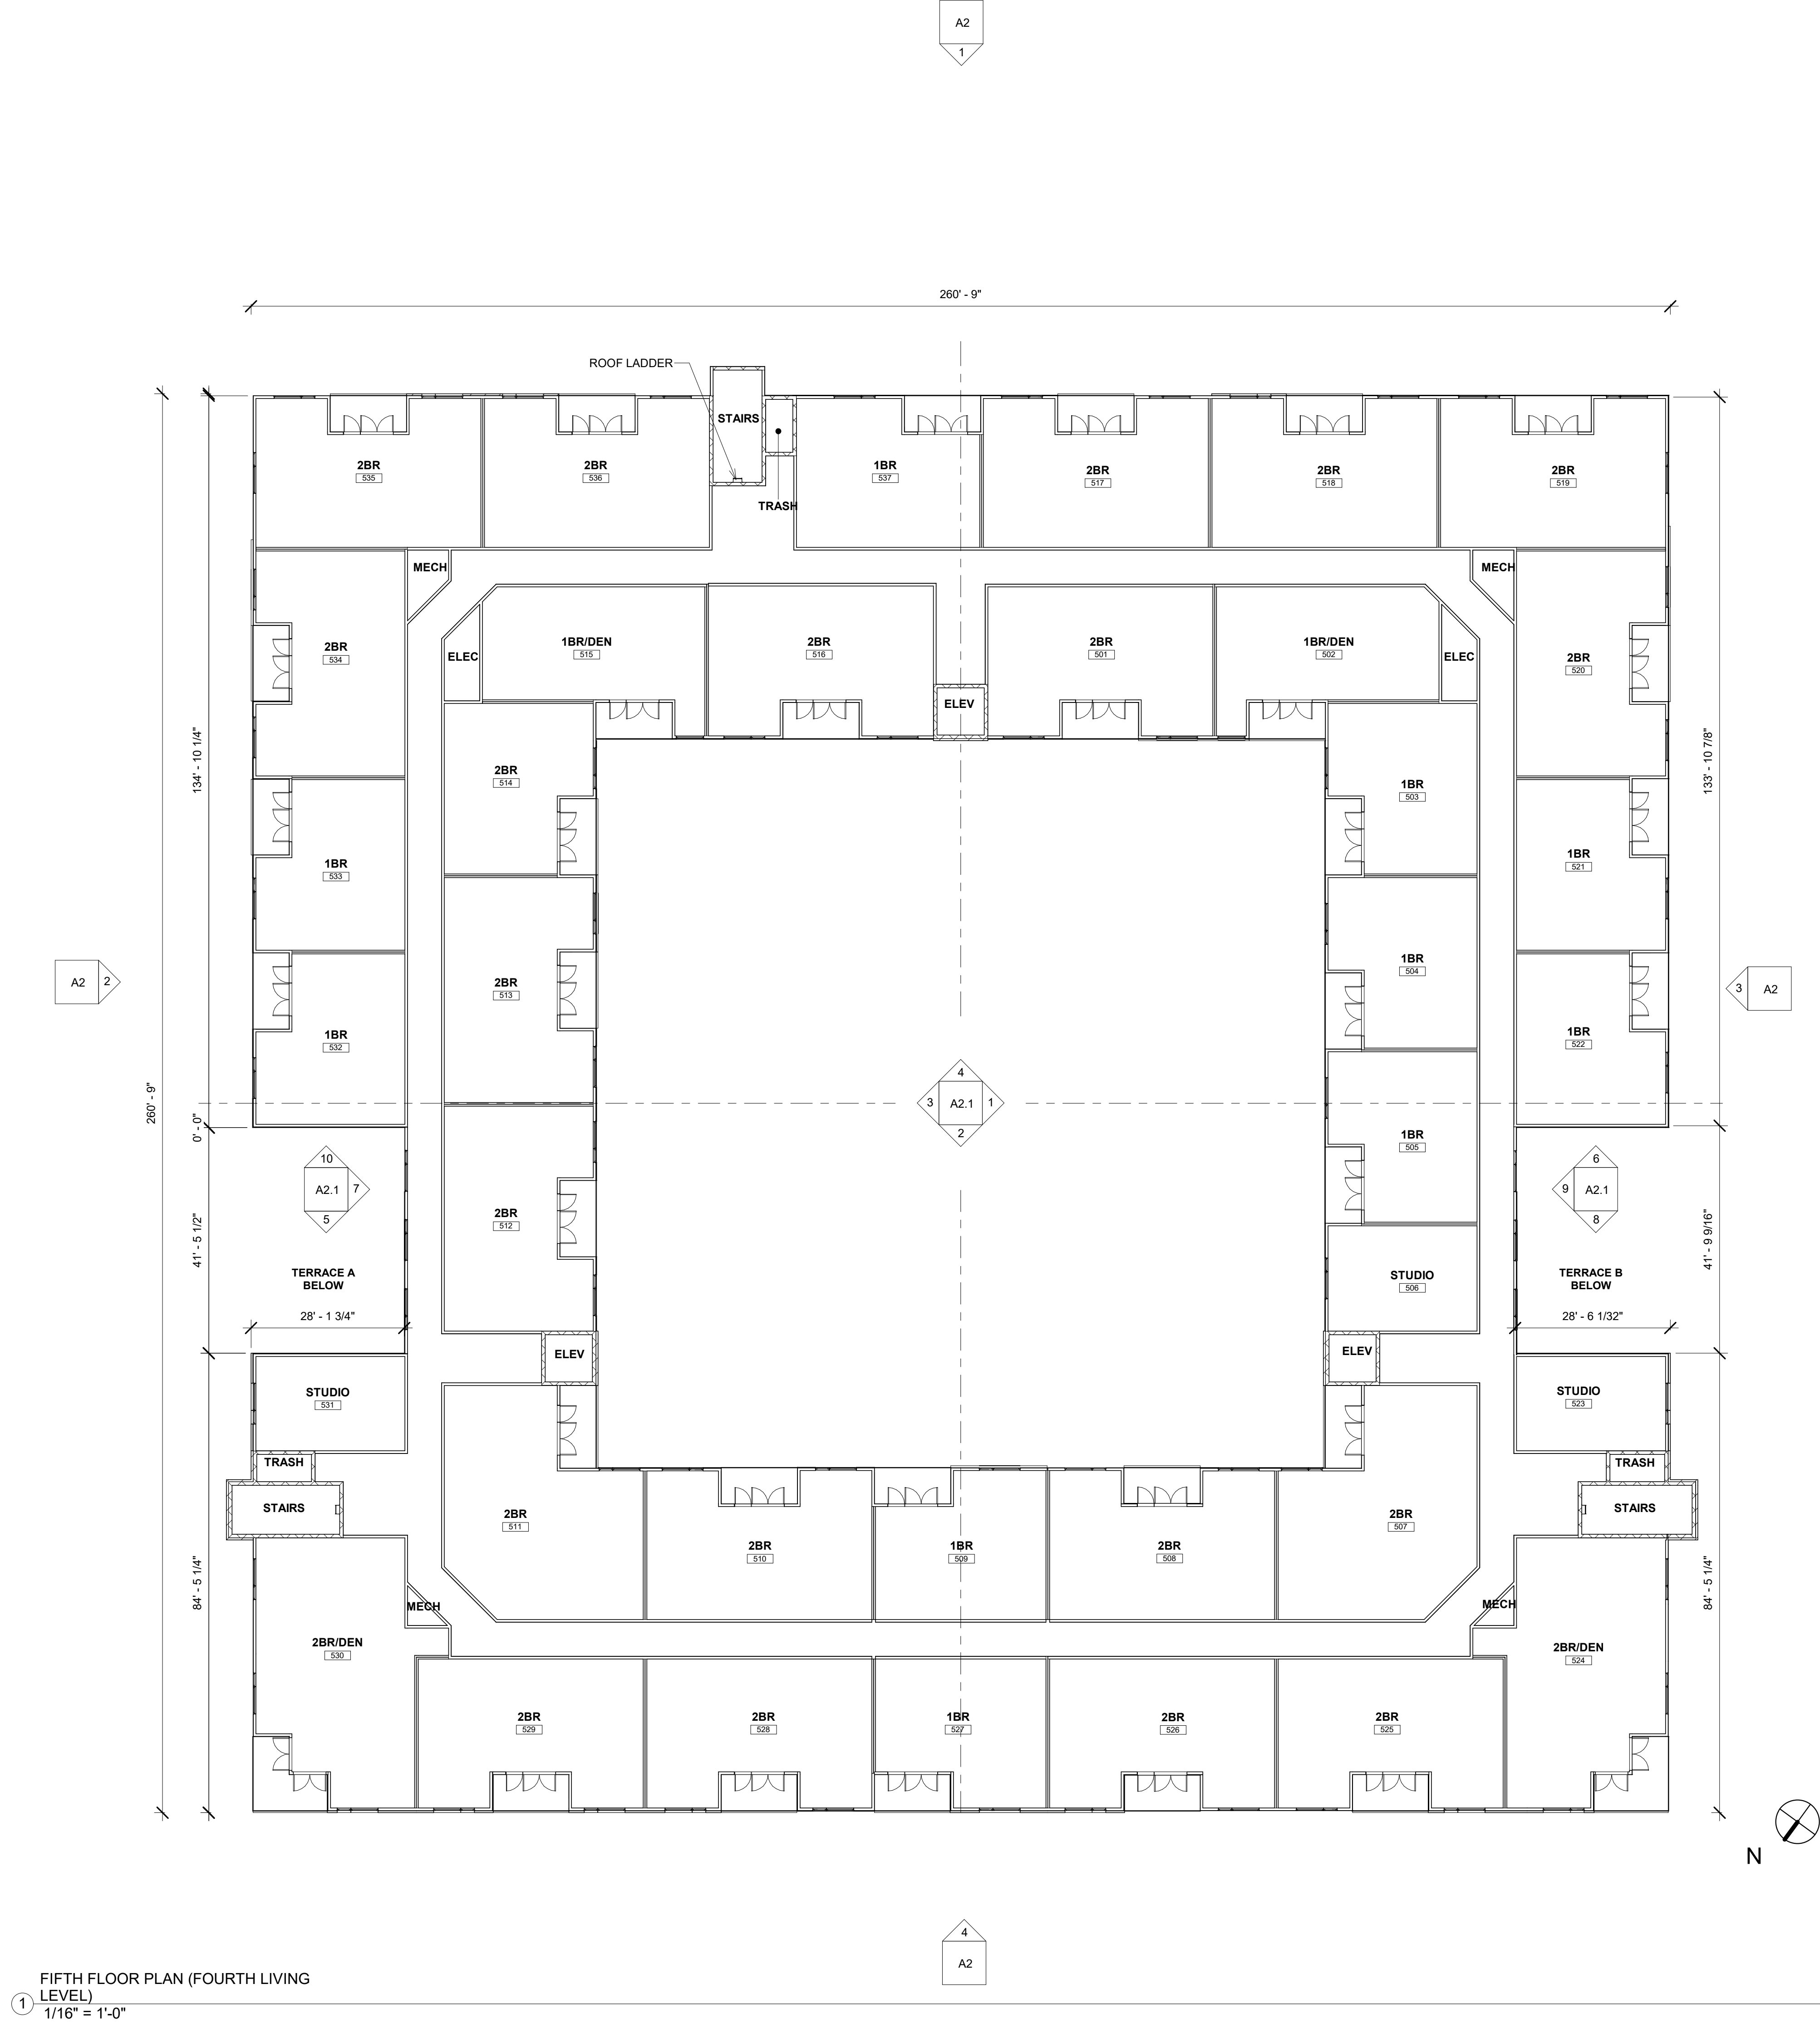 A2
1
260' - 9"
ROOF LADDER
STAIRS
2BR
535
2BR
536
1BR
537
2BR
517
2BR
518
2BR
519
TRASH
MECH
MECH
2BR
534
ELEC
1BR/DEN
515
2BR
516
2BR
501
1BR/DEN
502
ELEC
2BR
520
ELEV
134' - 10 1/4"
133' - 10 7/8"
2BR
514
1BR
503
1BR
533
1BR
521
2BR
513
1BR
504
A2
2
3
A2
1BR
532
1BR
522
260' - 9"
0' - 0"
4
3
A2.1
1
2
1BR
505
10
A2.1
7
5
6
9
A2.1
8
2BR
512
41' - 5 1/2"
41' - 9 9/16"
TERRACE A
BELOW
STUDIO
506
TERRACE B
BELOW
28' - 1 3/4"
28' - 6 1/32"
ELEV
ELEV
STUDIO
531
STUDIO
523
TRASH
TRASH
STAIRS
STAIRS
2BR
511
2BR
510
1BR
509
2BR
508
2BR
507
84' - 5 1/4"
84' - 5 1/4"
MECH
MECH
2BR/DEN
530
2BR/DEN
524
2BR
529
2BR
528
1BR
527
2BR
526
2BR
525
N
4
A2
FIFTH FLOOR PLAN (FOURTH LIVING
LEVEL)
1
1/16" = 1'-0"